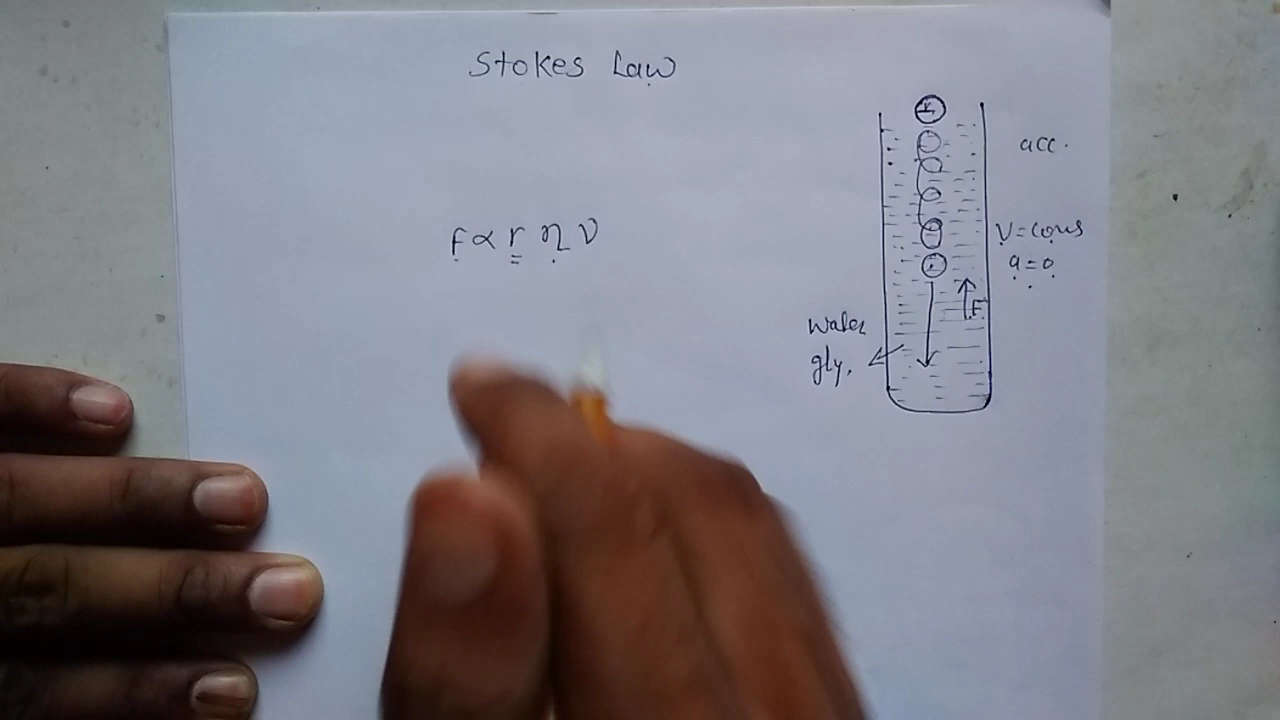 Stokes Law
r
acc.
F ∝ r η v
V = cons
a = 0
F
water
gly.